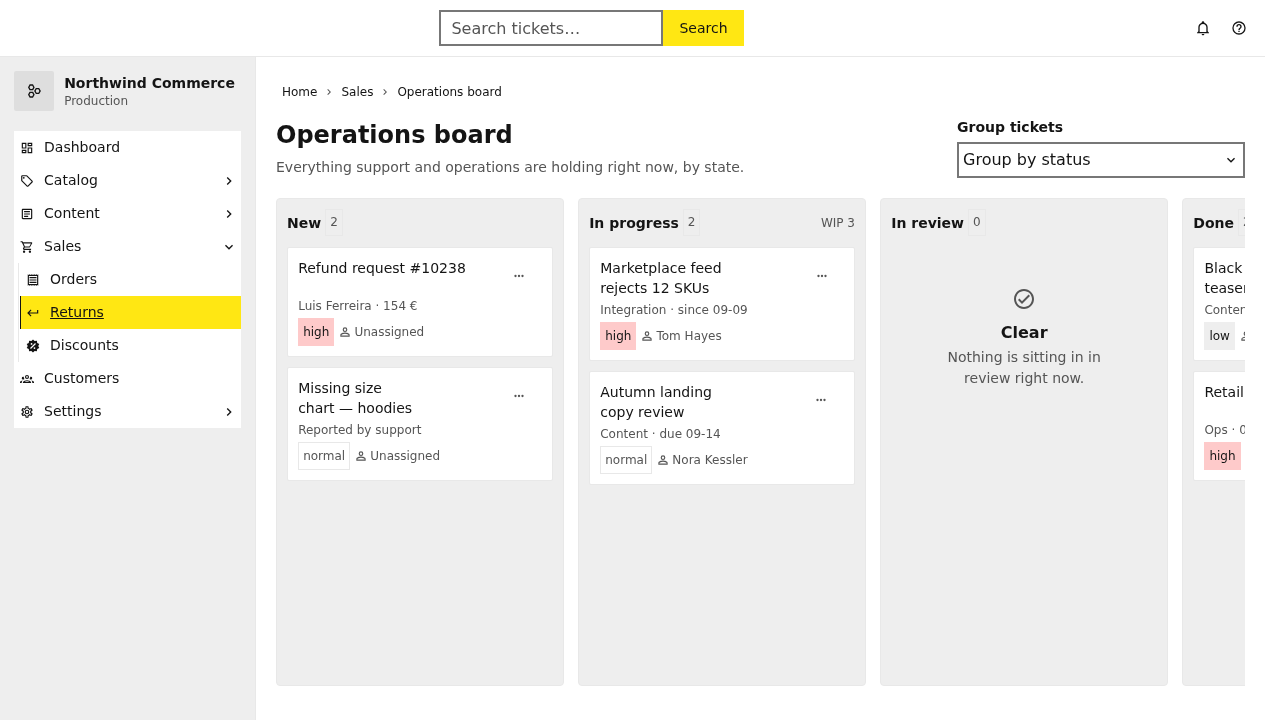 Search tickets...
Search
Northwind Commerce
Production
Dashboard
Catalog
Content
Sales
Orders
Returns
Discounts
Customers
Settings
Home › Sales › Operations board
Operations board
Everything support and operations are holding right now, by state.
Group tickets
Group by status
New 2
Refund request #10238
Luis Ferreira · 154 €
high Unassigned
Missing size
chart — hoodies
Reported by support
normal Unassigned
In progress 2 WIP 3
Marketplace feed
rejects 12 SKUs
Integration · since 09-09
high Tom Hayes
Autumn landing
copy review
Content · due 09-14
normal Nora Kessler
In review 0
Clear
Nothing is sitting in in
review right now.
Done
Black
low
Retail
Ops ·
high